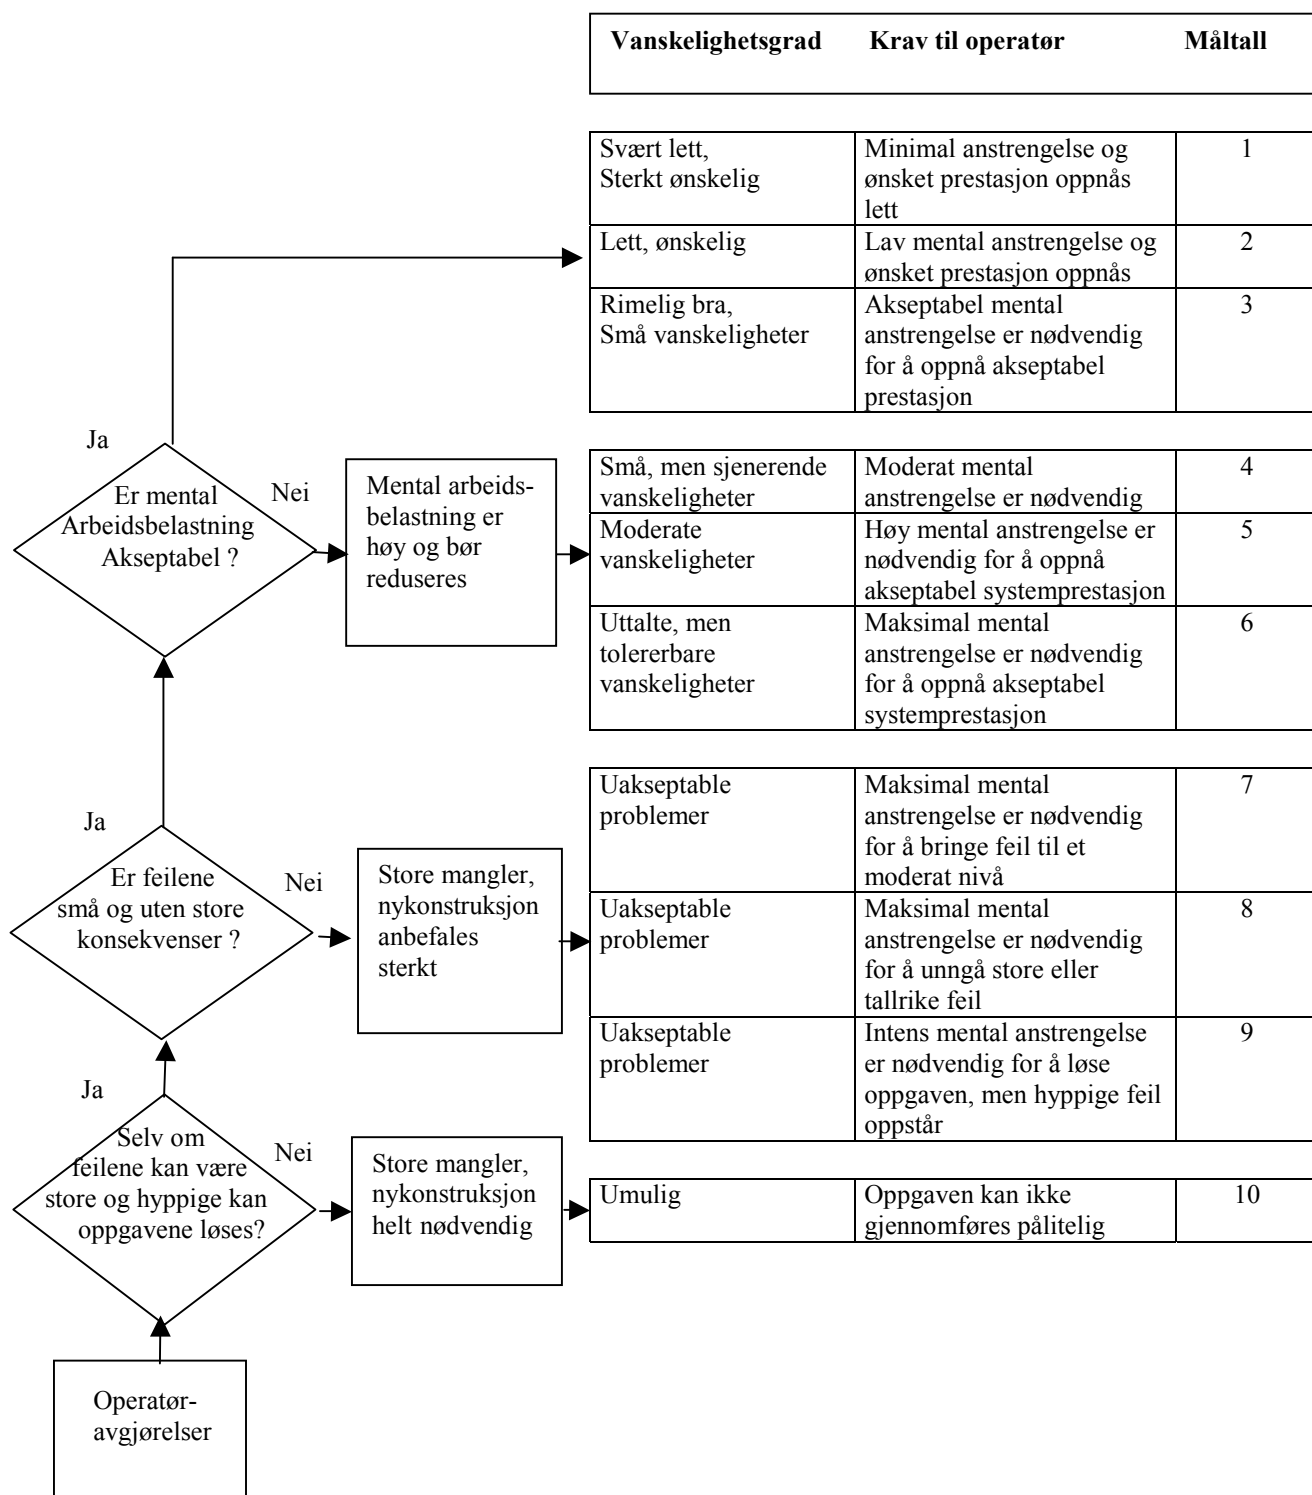 Vanskelighetsgrad Krav til operatør Måltall
Svært lett, Minimal anstrengelse og 1
Sterkt ønskelig ønsket prestasjon oppnås
lett
Lett, ønskelig Lav mental anstrengelse og 2
ønsket prestasjon oppnås
Rimelig bra, Akseptabel mental 3
Små vanskeligheter anstrengelse er nødvendig
for å oppnå akseptabel
prestasjon
Ja
Er mental
Arbeidsbelastning
Akseptabel ?
Nei
Mental arbeids-
belastning er
høy og bør
reduseres
Små, men sjenerende Moderat mental 4
vanskeligheter anstrengelse er nødvendig
Moderate Høy mental anstrengelse er 5
vanskeligheter nødvendig for å oppnå
akseptabel systemprestasjon
Uttalte, men Maksimal mental 6
tolererbare anstrengelse er nødvendig
vanskeligheter for å oppnå akseptabel
systemprestasjon
Ja
Er feilene
små og uten store
konsekvenser ?
Nei
Store mangler,
nykonstruksjon
anbefales
sterkt
Uakseptable Maksimal mental 7
problemer anstrengelse er nødvendig
for å bringe feil til et
moderat nivå
Uakseptable Maksimal mental 8
problemer anstrengelse er nødvendig
for å unngå store eller
tallrike feil
Uakseptable Intens mental anstrengelse 9
problemer er nødvendig for å løse
oppgaven, men hyppige feil
oppstår
Ja
Selv om
feilene kan være
store og hyppige kan
oppgavene løses?
Nei
Store mangler,
nykonstruksjon
helt nødvendig
Umulig Oppgaven kan ikke 10
gjennomføres pålitelig
Operatør-
avgjørelser